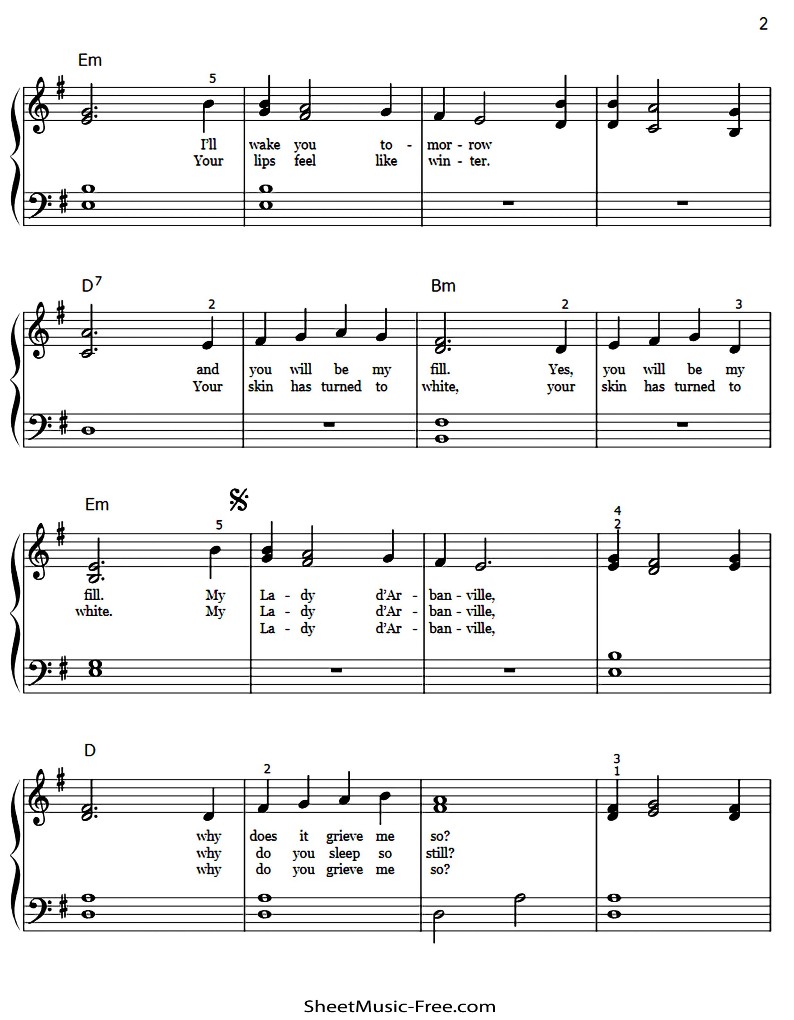 2
Em
5
I'll wake you to - mor - row
Your lips feel like win - ter.
D7 Bm
2 2 3
and you will be my fill. Yes, you will be my
Your skin has turned to white, your skin has turned to
Em
5 4
2
fill. My La - dy d'Ar - ban - ville,
white. My La - dy d'Ar - ban - ville,
La - dy d'Ar - ban - ville,
D
2 3
1
why does it grieve me so?
why do you sleep so still?
why do you grieve me so?
SheetMusic-Free.com